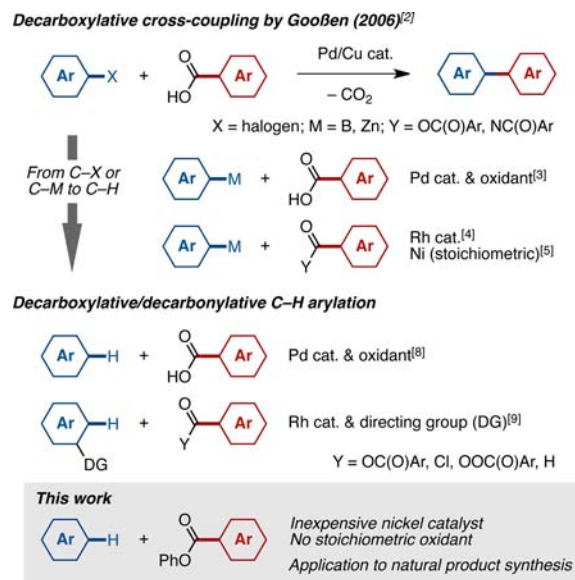 Decarboxylative cross-coupling by Gooßen (2006)[2]
Ar–X + O HO Ar Pd/Cu cat. – CO2 Ar–Ar
X = halogen; M = B, Zn; Y = OC(O)Ar, NC(O)Ar
From C–X or
C–M to C–H
Ar–M + O HO Ar Pd cat. & oxidant[3]
Ar–M + O Y Ar Rh cat.[4]
Ni (stoichiometric)[5]
Decarboxylative/decarbonylative C–H arylation
Ar–H + O HO Ar Pd cat. & oxidant[8]
Ar–H DG + O Y Ar Rh cat. & directing group (DG)[9]
Y = OC(O)Ar, Cl, OOC(O)Ar, H
This work
Ar–H + O PhO Ar Inexpensive nickel catalyst
No stoichiometric oxidant
Application to natural product synthesis